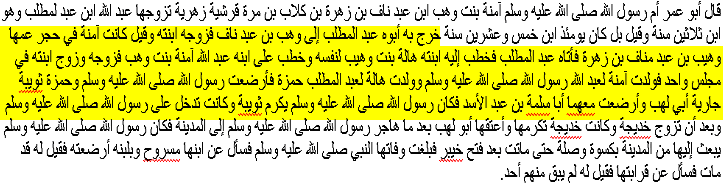 قال أبو عمر أم رسول الله صلى الله عليه وسلم آمنة بنت وهب ابن عبد ناف بن زهرة بن كلاب بن مرة قرشية زهرية تزوجها عبد الله ابن عبد لمطلب وهو
ابن ثلاثين سنة وقيل بل كان يومئذ ابن خمس وعشرين سنة خرج به أبوه عبد المطلب إلى وهب بن عبد مناف فزوجه ابنته وقيل كانت آمنة في حجر عمها
وهيب بن عبد مناف بن زهرة فأتاه عبد المطلب فخطب إليه ابنته هالة بنت وهيب لنفسه وخطب على ابنه عبد الله آمنة بنت وهب فزوجه وزوج ابنته في
مجلس واحد فولدت آمنة لعبد الله رسول الله صلى الله عليه وسلم وولدت هالة لعبد المطلب حمزة فأرضعت رسول الله صلى الله عليه وسلم وحمزة ثويبة
جارية أبي لهب وأرضعت معهما أبا سلمة بن عبد الأسد فكان رسول الله صلى الله عليه وسلم يكرم ثويبة وكانت تدخل على رسول الله صلى الله عليه وسلم
وبعد أن تزوج خديجة وكانت خديجة تكرمها وأعتقها أبو لهب بعد ما هاجر رسول الله صلى الله عليه وسلم إلى المدينة فكان رسول الله صلى الله عليه وسلم
يبعث إليها من المدينة بكسوة وصلة حتى ماتت بعد فتح خيبر فبلغت وفاتها النبي صلى الله عليه وسلم فسأل عن ابنها مسروح وبلبنه أرضعته فقيل له قد
مات فسأل عن قرابتها فقيل له لم يبق منهم أحد.